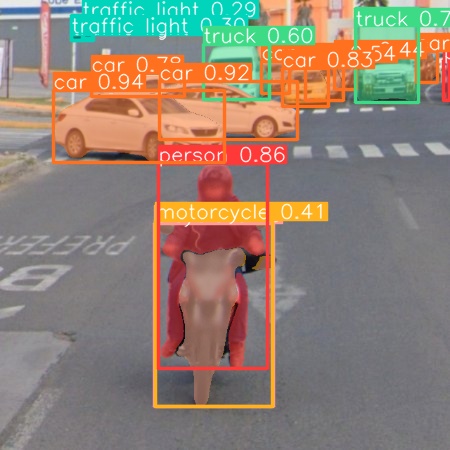 traffic light 0.29
traffic light 0.30
truck 0.7
truck 0.60
car 0.78
car 0.92
car 0.83
car 0.94
person 0.86
motorcycle 0.41
PREFER